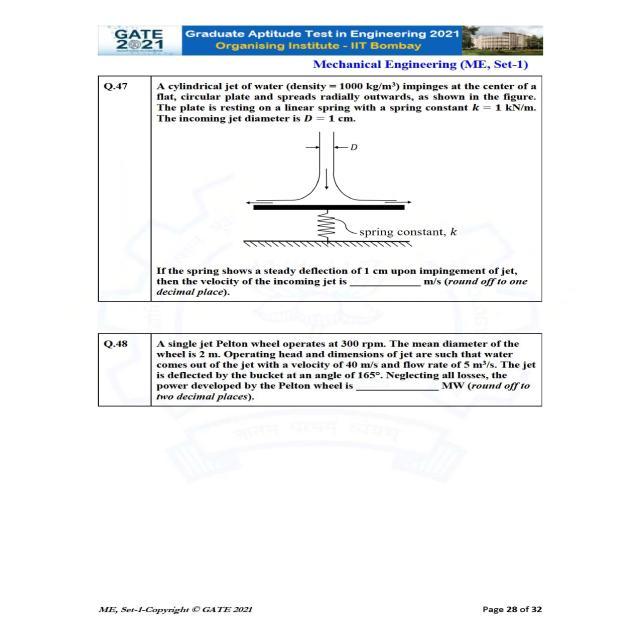 GATE
2021
Graduate Aptitude Test in Engineering 2021
Organising Institute - IIT Bombay
Mechanical Engineering (ME, Set-1)
Q.47
A cylindrical jet of water (density = 1000 kg/m³) impinges at the center of a
flat, circular plate and spreads radially outwards, as shown in the figure.
The plate is resting on a linear spring with a spring constant k = 1 kN/m.
The incoming jet diameter is D = 1 cm.
D
spring constant, k
If the spring shows a steady deflection of 1 cm upon impingement of jet,
then the velocity of the incoming jet is ____________ m/s (round off to one
decimal place).
Q.48
A single jet Pelton wheel operates at 300 rpm. The mean diameter of the
wheel is 2 m. Operating head and dimensions of jet are such that water
comes out of the jet with a velocity of 40 m/s and flow rate of 5 m³/s. The jet
is deflected by the bucket at an angle of 165°. Neglecting all losses, the
power developed by the Pelton wheel is ______________ MW (round off to
two decimal places).
ME, Set-1-Copyright © GATE 2021
Page 28 of 32